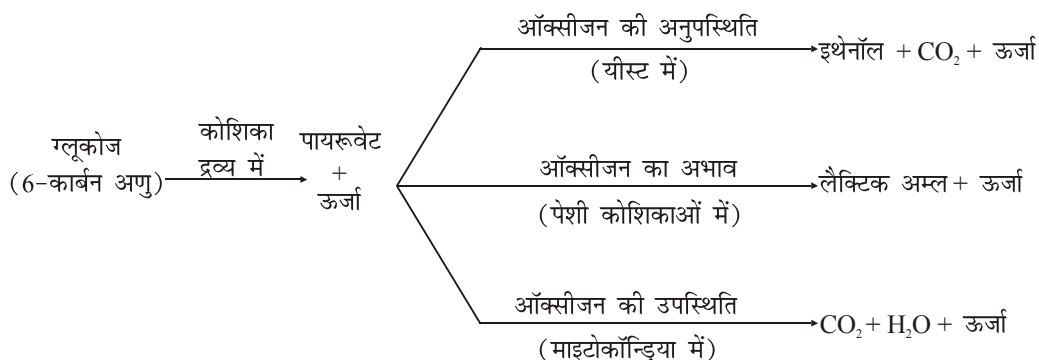 ऑक्सीजन की अनुपस्थिति
(यीस्ट में)
इथेनॉल + CO₂ + ऊर्जा
ग्लूकोज
(6-कार्बन अणु)
कोशिका
द्रव्य में
पायरूवेट
+
ऊर्जा
ऑक्सीजन का अभाव
(पेशी कोशिकाओं में)
लैक्टिक अम्ल + ऊर्जा
ऑक्सीजन की उपस्थिति
(माइटोकॉन्ड्रिया में)
CO₂ + H₂O + ऊर्जा